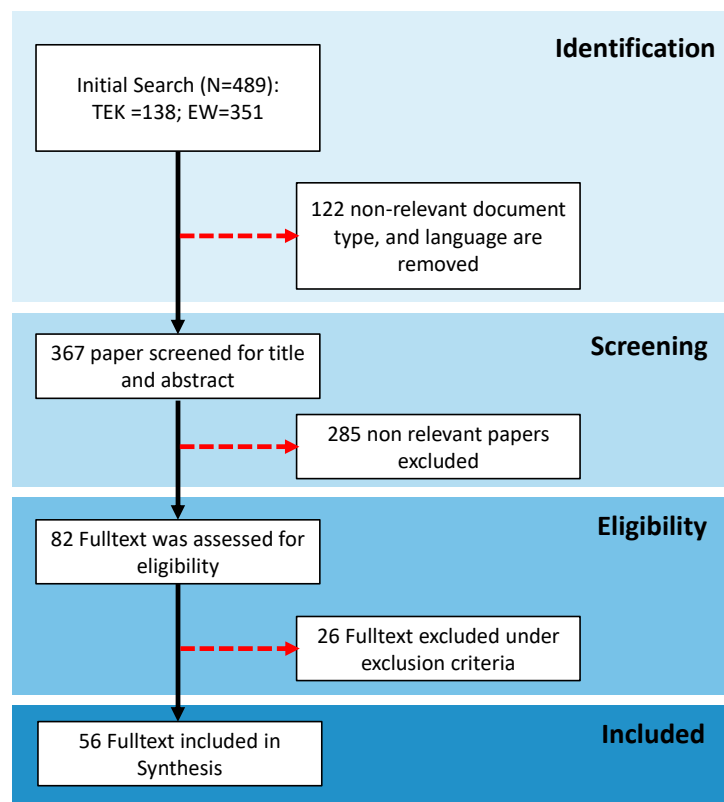 Identification
Initial Search (N=489):
TEK =138; EW=351
122 non-relevant document
type, and language are
removed
Screening
367 paper screened for title
and abstract
285 non relevant papers
excluded
Eligibility
82 Fulltext was assessed for
eligibility
26 Fulltext excluded under
exclusion criteria
Included
56 Fulltext included in
Synthesis